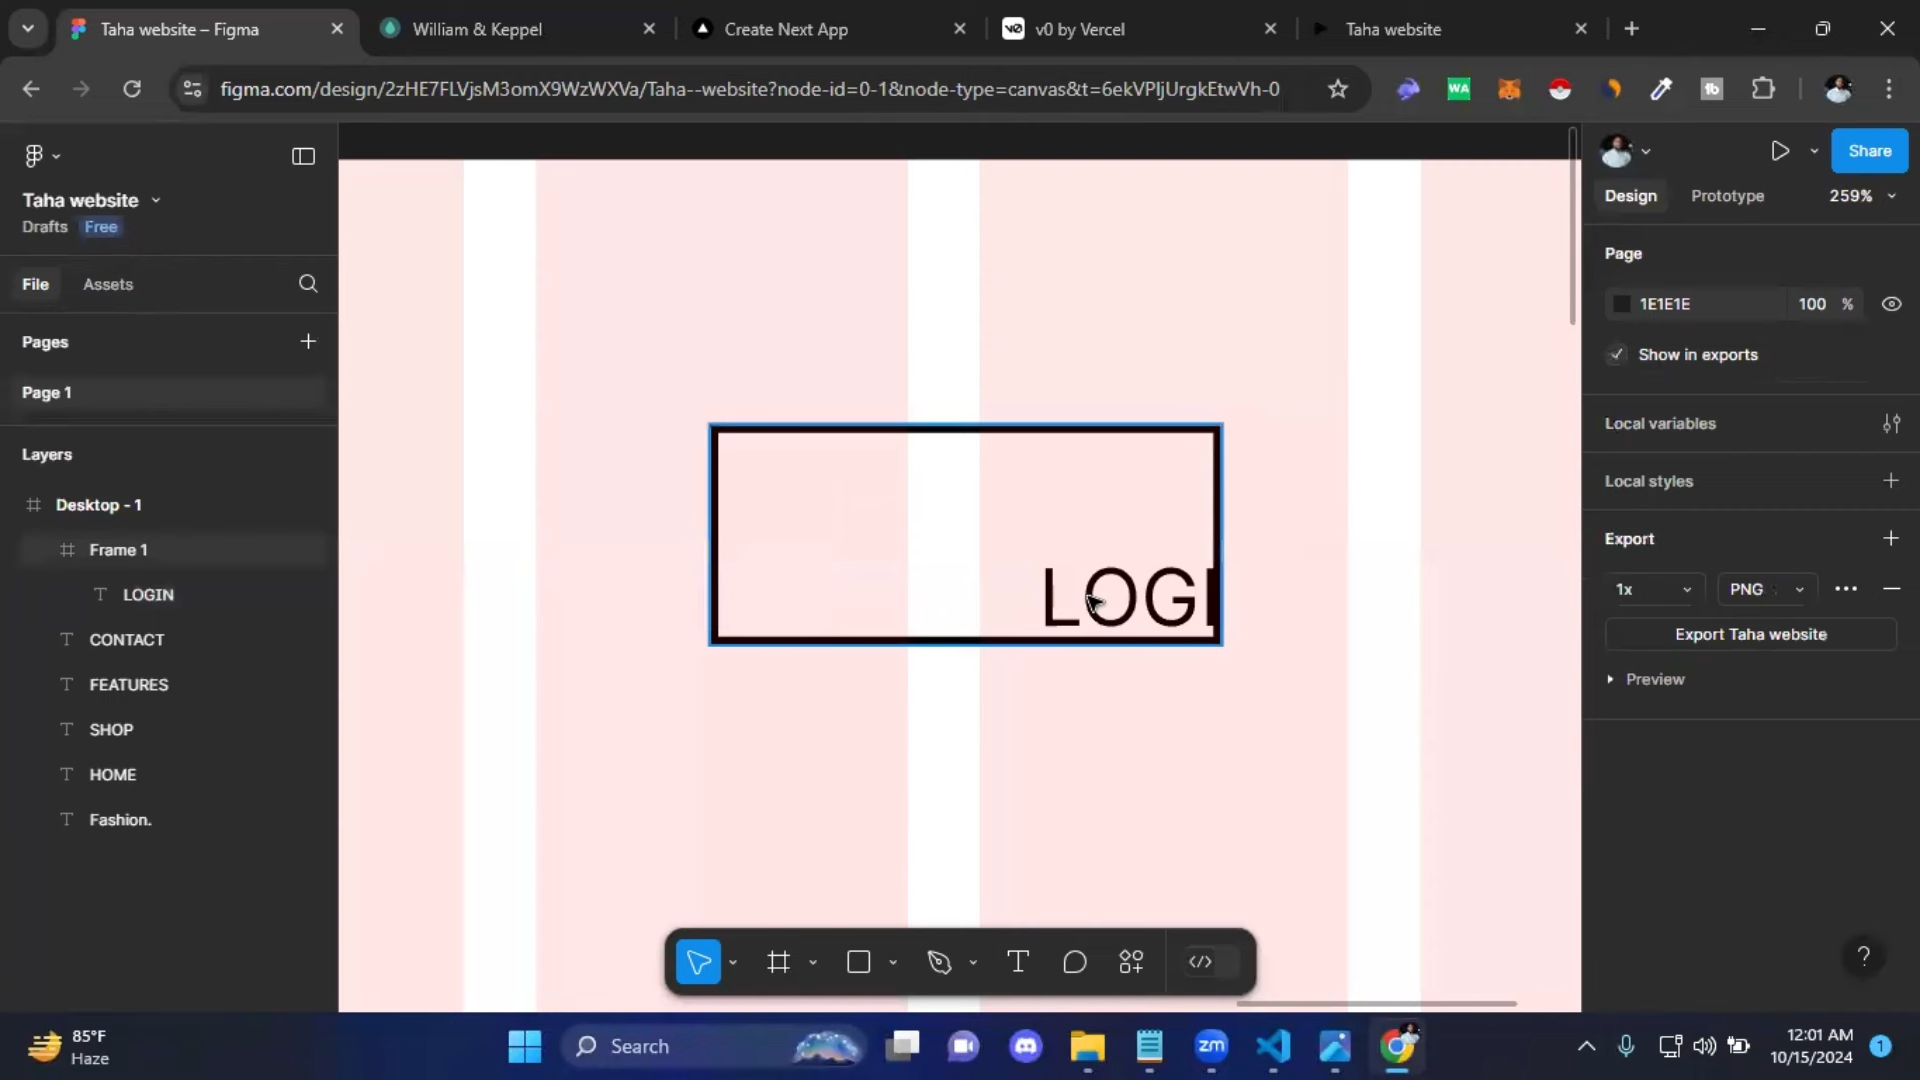 Taha website – Figma
William & Keppel
Create Next App
v0 by Vercel
Taha website
figma.com/design/2zHE7FLVjsM3omX9WzWXVa/Taha--website?node-id=0-1&node-type=canvas&t=6ekVPljUrgkEtwVh-0
WA
Taha website
Drafts Free
File Assets
Pages
Page 1
Layers
Desktop - 1
Frame 1
LOGIN
CONTACT
FEATURES
SHOP
HOME
Fashion.
LOGI
Share
Design Prototype 259%
Page
1E1E1E 100 %
Show in exports
Local variables
Local styles
Export
1x PNG
Export Taha website
Preview
?
85°F
Haze
Search
zm
12:01 AM
10/15/2024
1